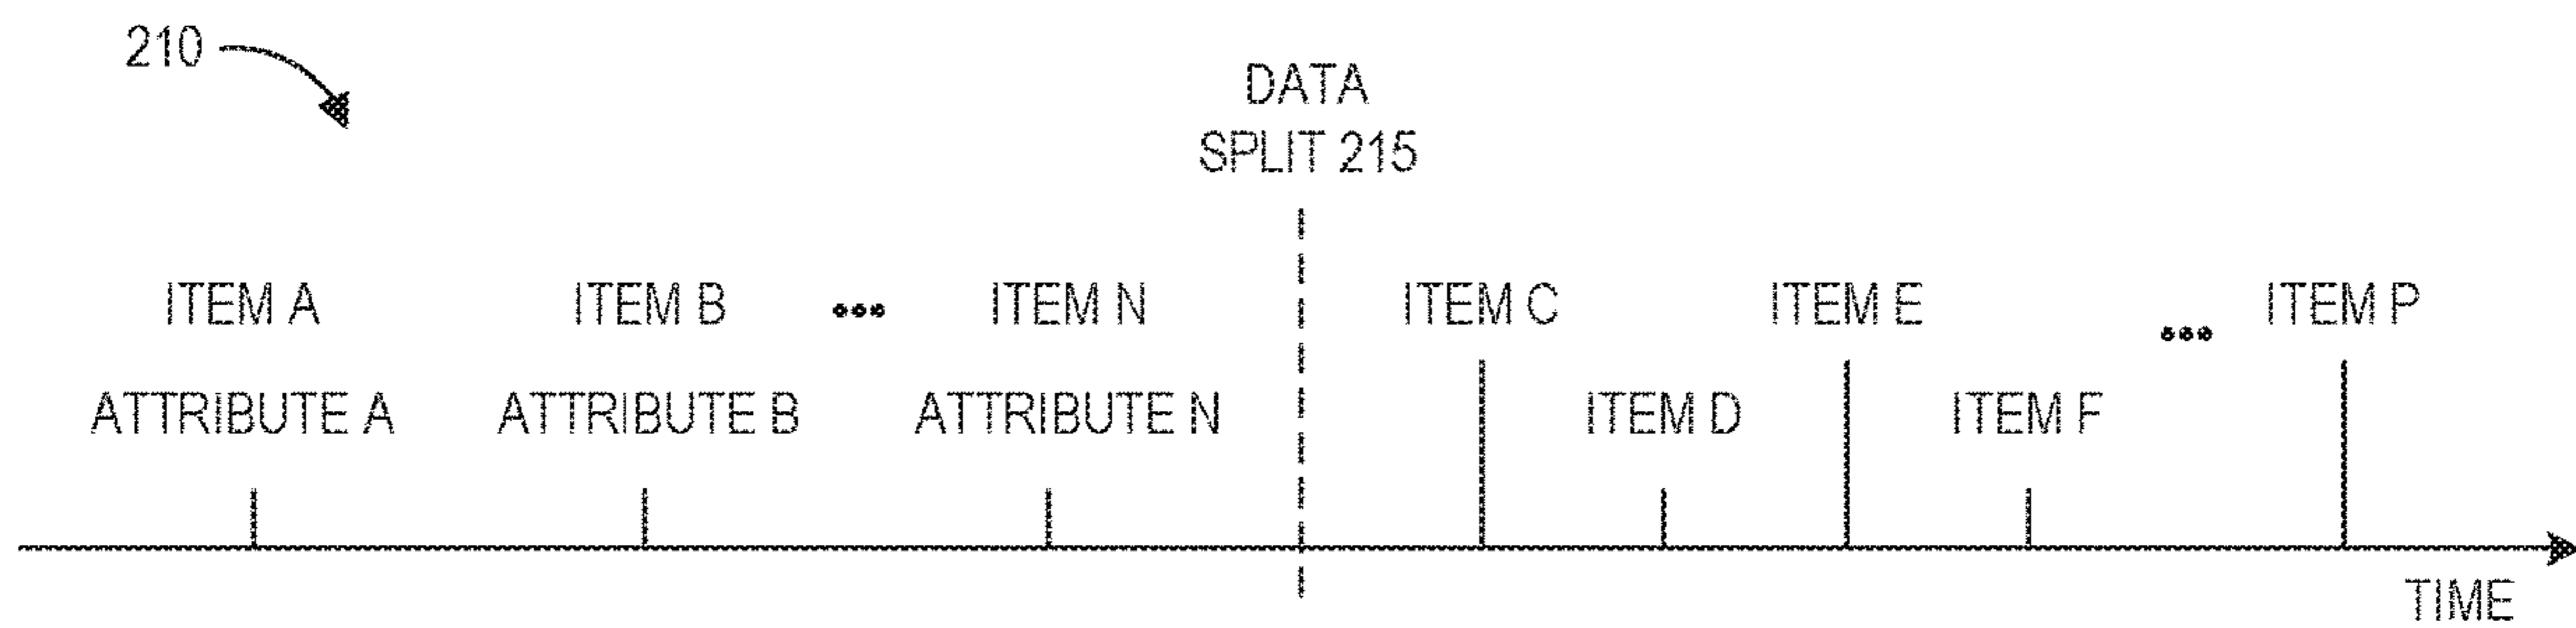 210
DATA
SPLIT 215
ITEM A
ITEM B
•••
ITEM N
ITEM C
ITEM E
•••
ITEM P
ATTRIBUTE A
ATTRIBUTE B
ATTRIBUTE N
ITEM D
ITEM F
TIME